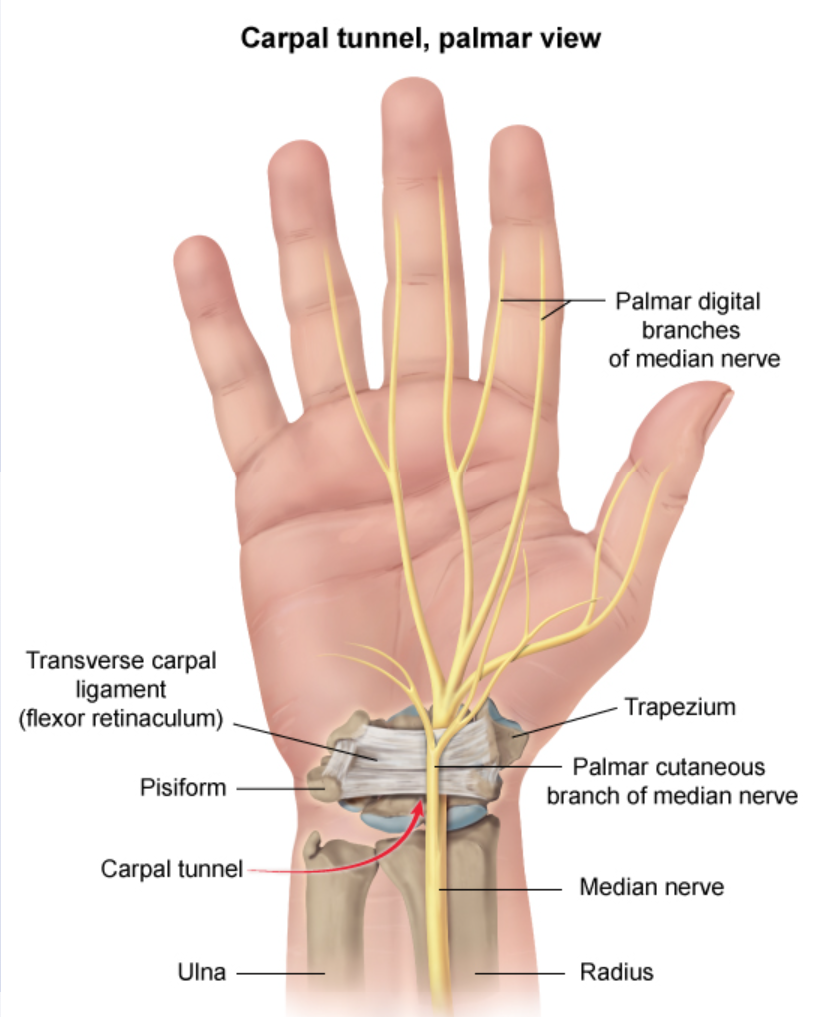 Carpal tunnel, palmar view
Palmar digital
branches
of median nerve
Transverse carpal
ligament
(flexor retinaculum)
Trapezium
Palmar cutaneous
branch of median nerve
Pisiform
Carpal tunnel
Median nerve
Ulna
Radius